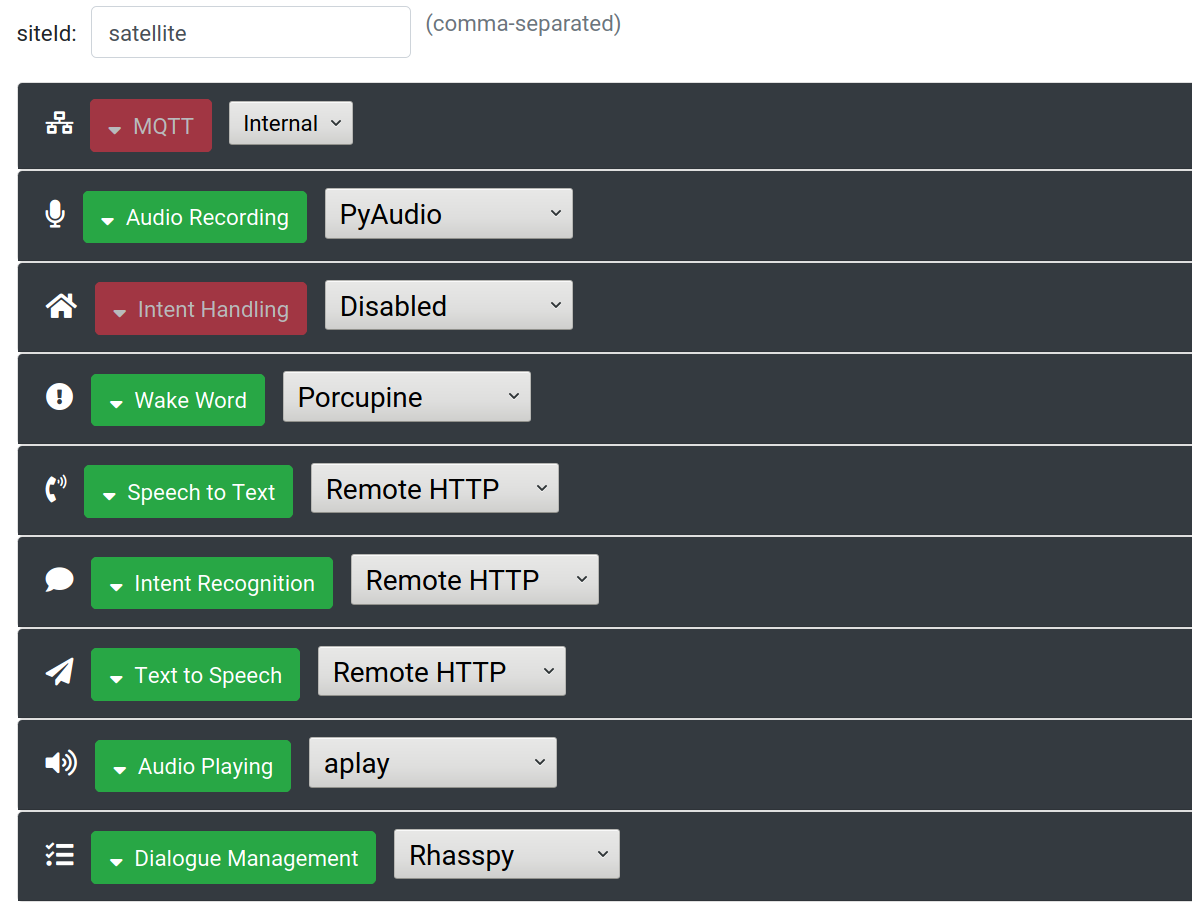 siteId: satellite (comma-separated)
MQTT Internal
Audio Recording PyAudio
Intent Handling Disabled
Wake Word Porcupine
Speech to Text Remote HTTP
Intent Recognition Remote HTTP
Text to Speech Remote HTTP
Audio Playing aplay
Dialogue Management Rhasspy